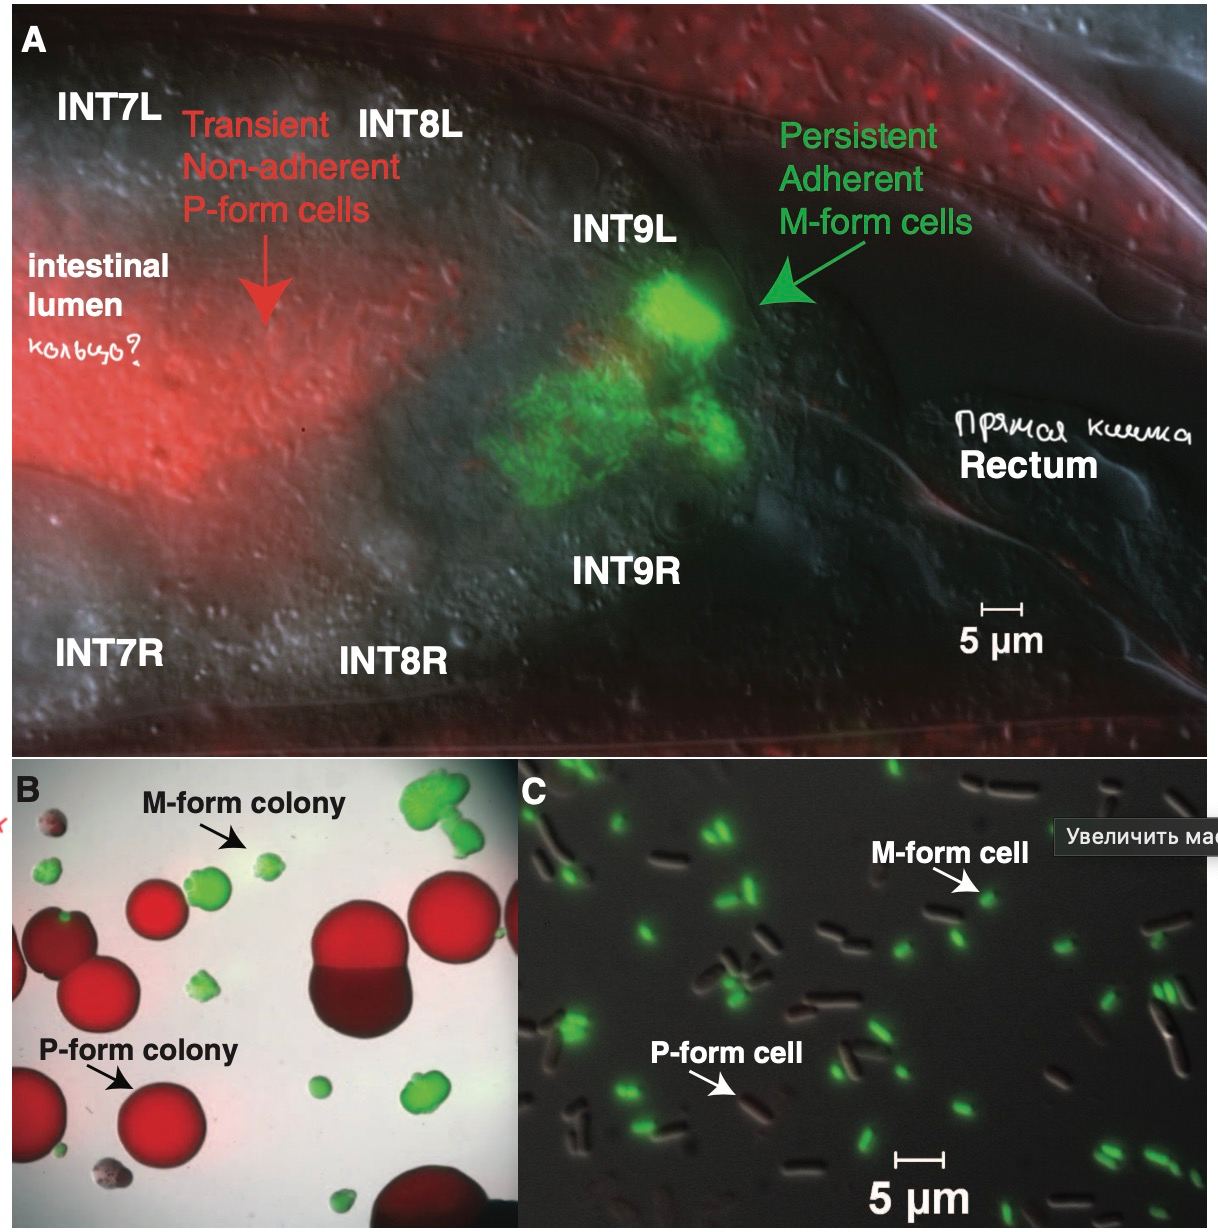 A
INT7L
Transient
Non-adherent
P-form cells
INT8L
Persistent
Adherent
M-form cells
INT9L
intestinal
lumen
кольцо?
Прямая кишка
Rectum
INT9R
5 µm
INT7R
INT8R
B
M-form colony
P-form colony
C
M-form cell
Увеличить
P-form cell
5 µm